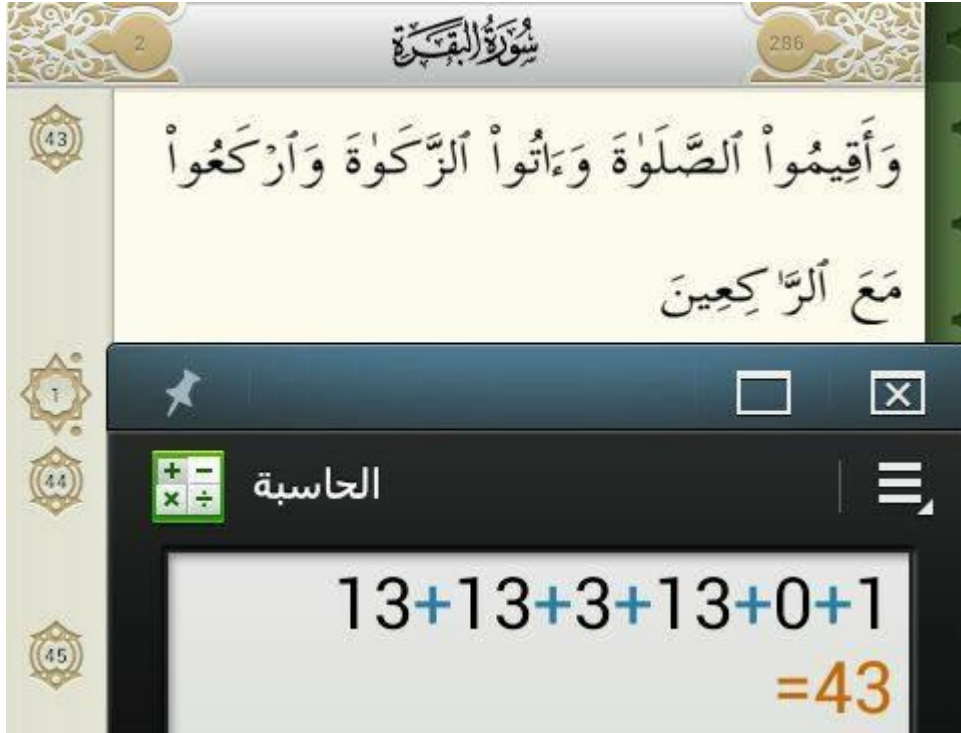 2
سُورَةُ البَقَرَةِ
286
43
وَأَقِيمُواْ ٱلصَّلَوٰةَ وَءَاتُواْ ٱلزَّكَوٰةَ وَٱرْكَعُواْ
مَعَ ٱلرَّٰكِعِينَ
1
44
الحاسبة
13+13+3+13+0+1
45
=43